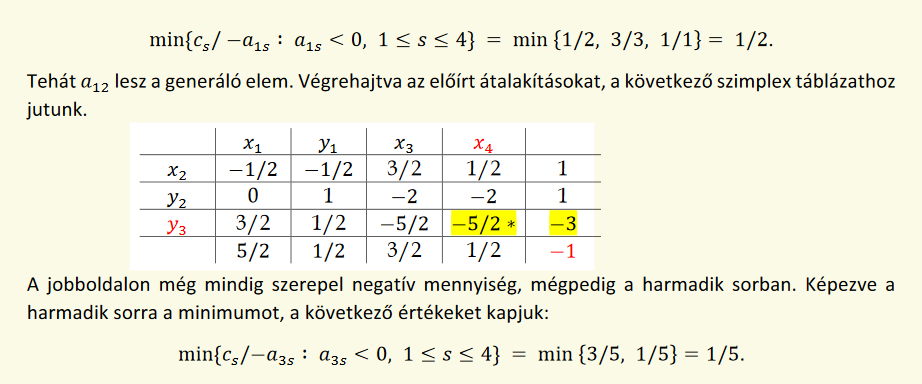 min{c_s/ −a_{1s} : a_{1s} < 0, 1 ≤ s ≤ 4} = min {1/2, 3/3, 1/1} = 1/2.
Tehát a_{12} lesz a generáló elem. Végrehajtva az előírt átalakításokat, a következő szimplex táblázathoz
jutunk.
x_1 y_1 x_3 x_4
x_2 −1/2 −1/2 3/2 1/2 1
y_2 0 1 −2 −2 1
y_3 3/2 1/2 −5/2 −5/2 * −3
5/2 1/2 3/2 1/2 −1
A jobboldalon még mindig szerepel negatív mennyiség, mégpedig a harmadik sorban. Képezve a
harmadik sorra a minimumot, a következő értékeket kapjuk:
min{c_s/−a_{3s} : a_{3s} < 0, 1 ≤ s ≤ 4} = min {3/5, 1/5} = 1/5.